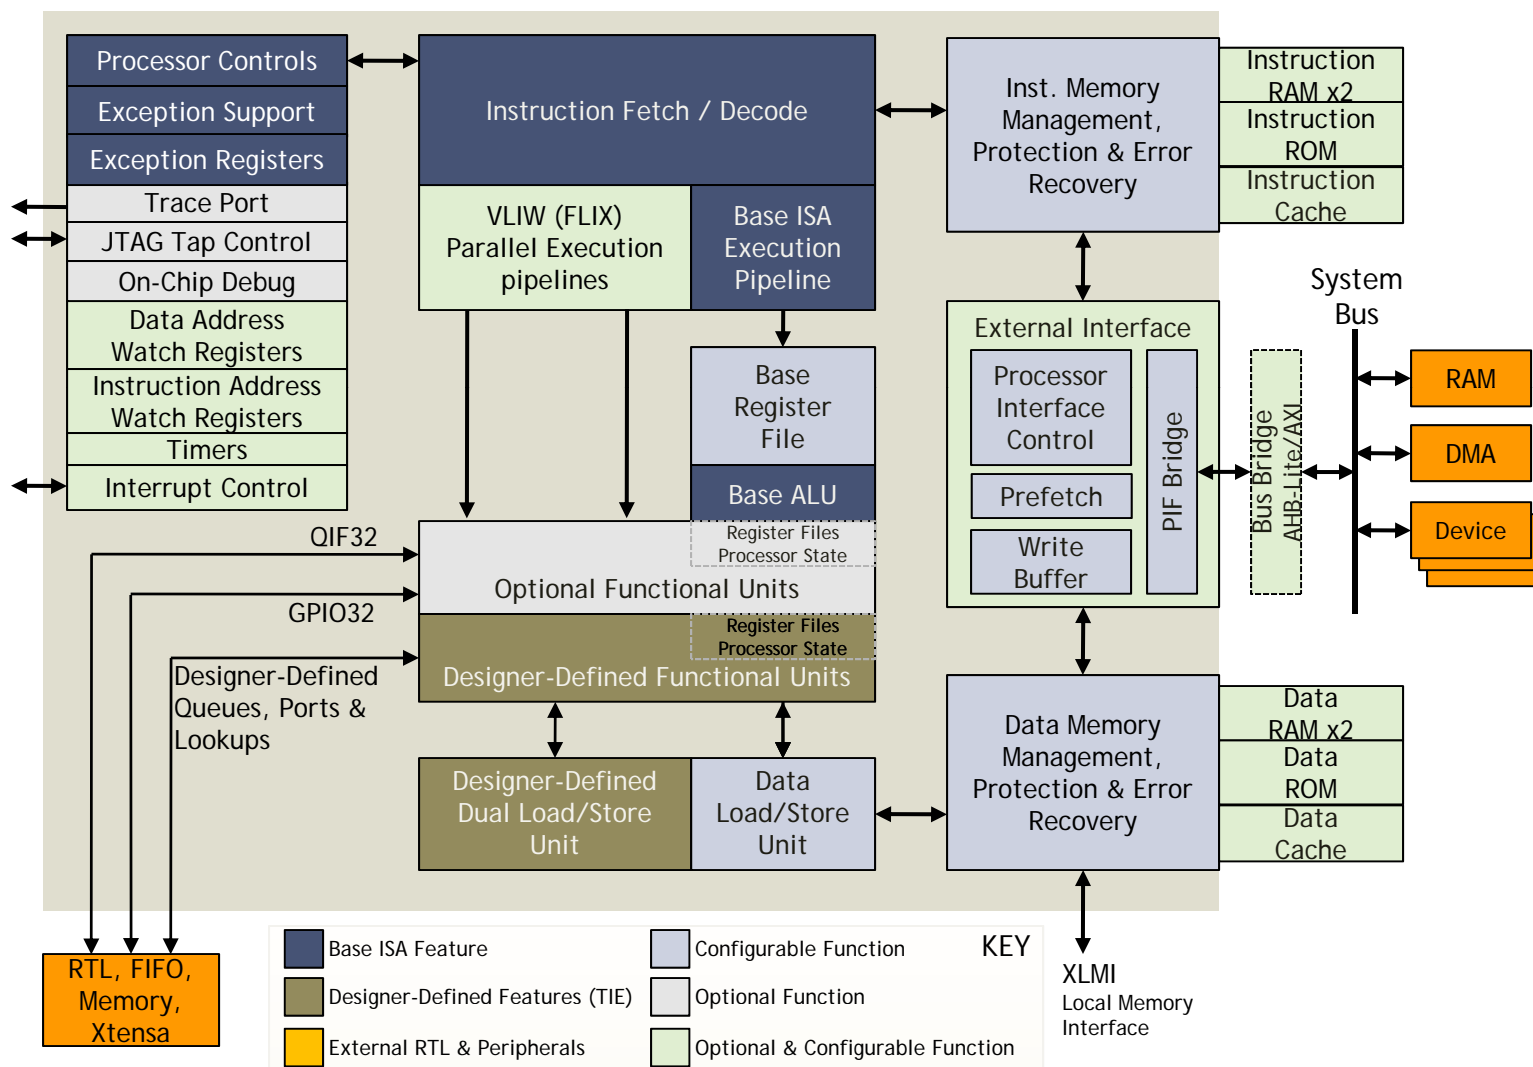 Processor Controls
Exception Support
Exception Registers
Trace Port
JTAG Tap Control
On-Chip Debug
Data Address
Watch Registers
Instruction Address
Watch Registers
Timers
Interrupt Control
Instruction Fetch / Decode
VLIW (FLIX)
Parallel Execution
pipelines
Base ISA
Execution
Pipeline
Base
Register
File
Base ALU
Register Files
Processor State
Optional Functional Units
Register Files
Processor State
Designer-Defined Functional Units
Designer-Defined
Dual Load/Store
Unit
Data
Load/Store
Unit
QIF32
GPIO32
Designer-Defined
Queues, Ports &
Lookups
RTL, FIFO,
Memory,
Xtensa
Inst. Memory
Management,
Protection & Error
Recovery
Instruction
RAM x2
Instruction
ROM
Instruction
Cache
External Interface
Processor
Interface
Control
Prefetch
Write
Buffer
PIF Bridge
Bus Bridge
AHB-Lite/AXI
System
Bus
RAM
DMA
Device
Data Memory
Management,
Protection & Error
Recovery
Data
RAM x2
Data
ROM
Data
Cache
XLMI
Local Memory
Interface
KEY
Base ISA Feature
Configurable Function
Designer-Defined Features (TIE)
Optional Function
External RTL & Peripherals
Optional & Configurable Function